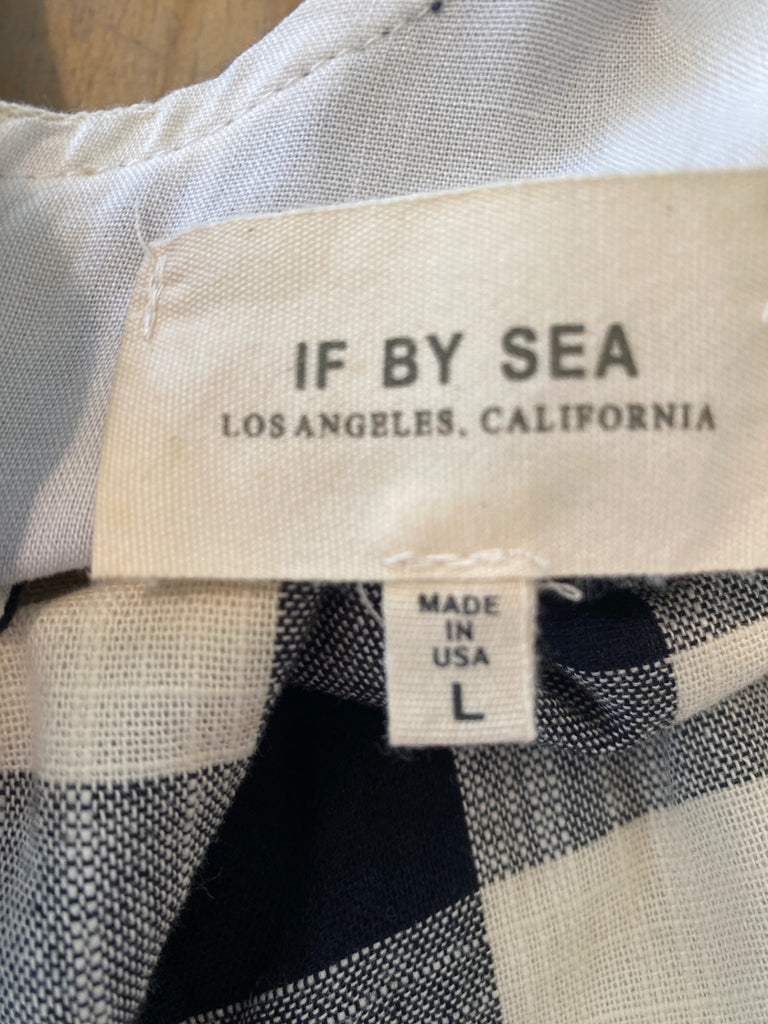 IF BY SEA
LOS ANGELES, CALIFORNIA
MADE
IN
USA
L